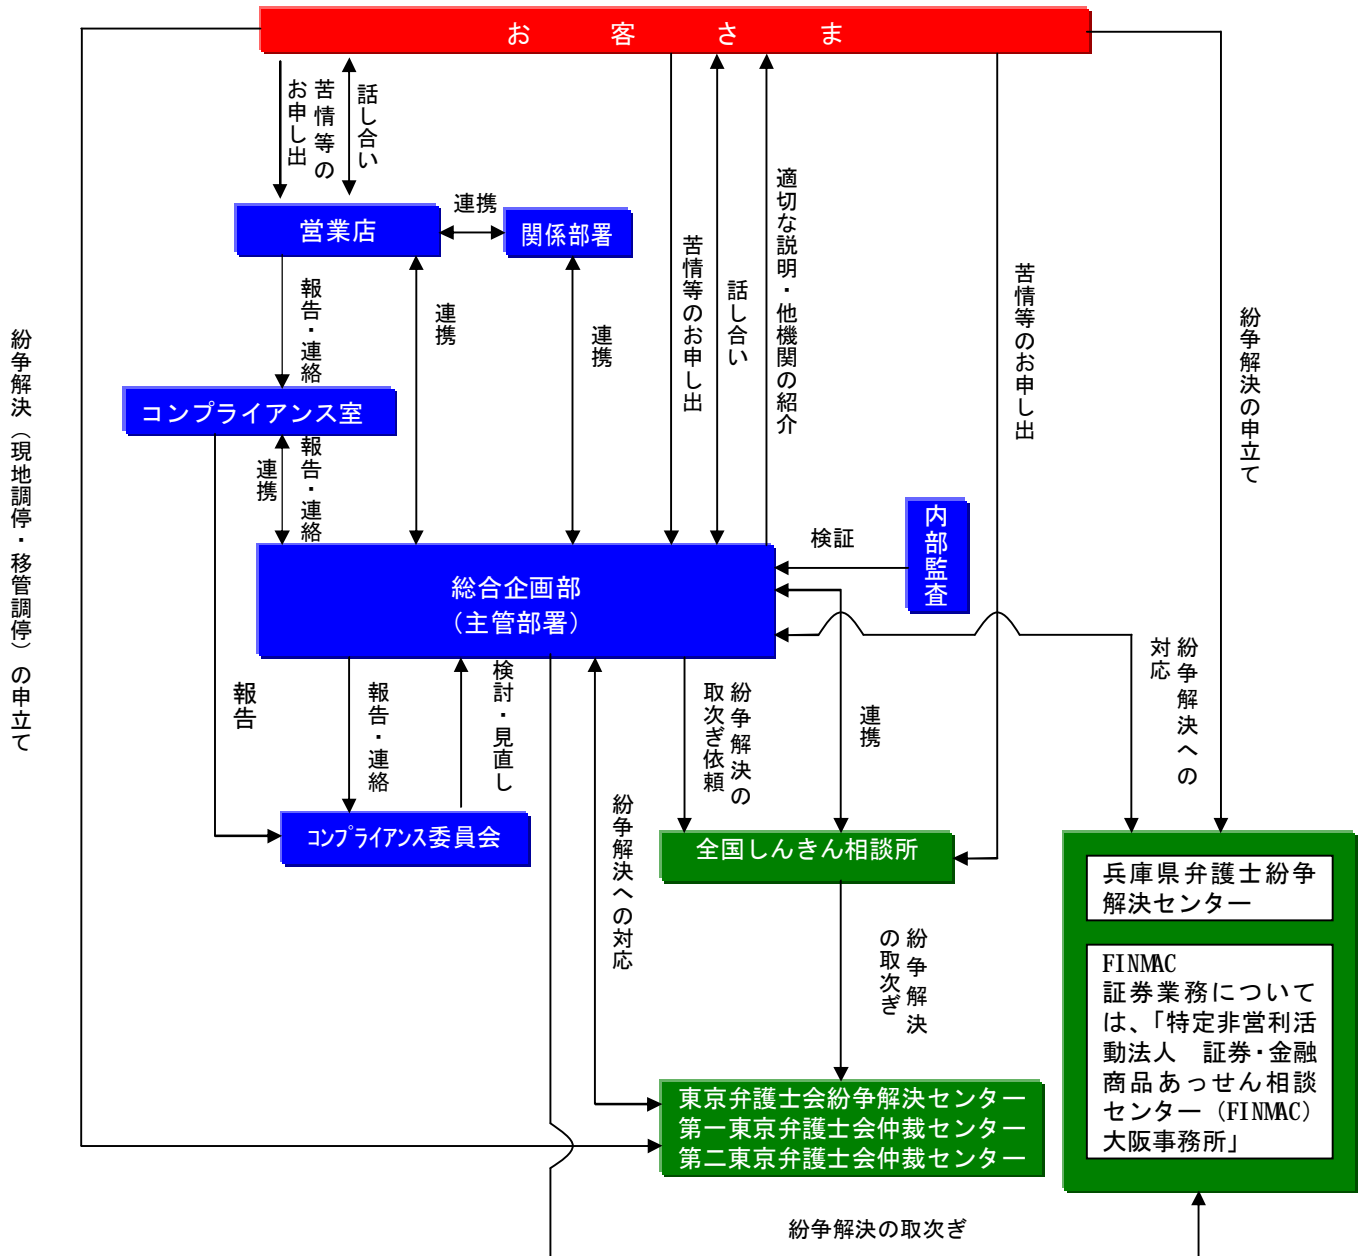 お客さま
苦情等の
お申し出
話し合い
営業店
連携
関係部署
報告・連絡
連携
連携
苦情等のお申し出
話し合い
適切な説明・他機関の紹介
苦情等のお申し出
紛争解決の申立て
紛争解決（現地調停・移管調停）の申立て
コンプライアンス室
連携
報告・連絡
内部監査
検証
総合企画部
（主管部署）
報告
報告・連絡
検討・見直し
紛争解決への対応
紛争解決の
取次ぎ依頼
連携
紛争解決への
対応
コンプライアンス委員会
全国しんきん相談所
紛争解決
の取次ぎ
兵庫県弁護士紛争
解決センター
FINMAC
証券業務について
は、「特定非営利活
動法人　証券・金融
商品あっせん相談
センター（FINMAC）
大阪事務所」
東京弁護士会紛争解決センター
第一東京弁護士会仲裁センター
第二東京弁護士会仲裁センター
紛争解決の取次ぎ